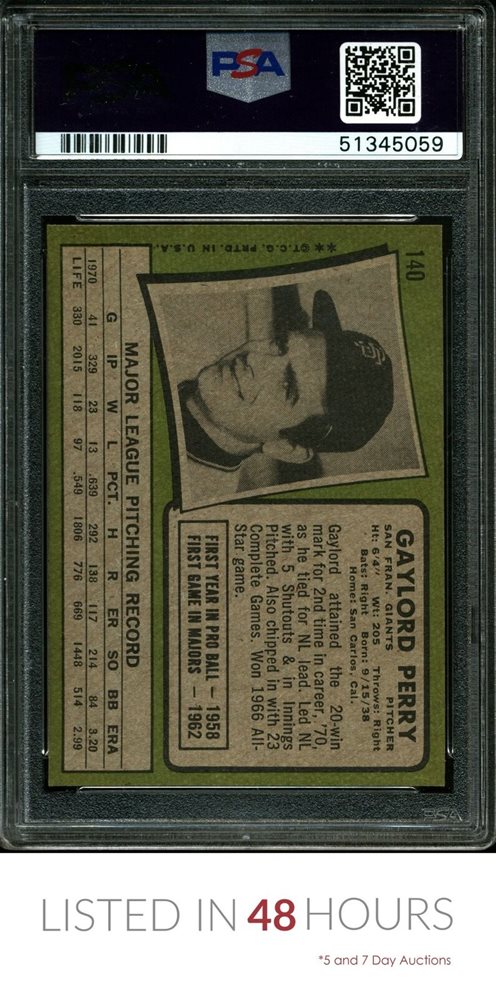 PSA
51345059
140
**©T.C.G. PRTD. IN U.S.A.
GAYLORD PERRY
SAN FRAN. GIANTS PITCHER
Ht: 6'4" Wt: 205 Throws: Right
Bats: Right Born: 9/15/38
Home: San Carlos, Cal.
Gaylord attained the 20-win
mark for 2nd time in career, '70,
as he tied for NL lead. Led NL
with 5 Shutouts & in Innings
Pitched. Also chipped in with 23
Complete Games. Won 1966 All-
Star game.
FIRST YEAR IN PRO BALL — 1958
FIRST GAME IN MAJORS — 1962
MAJOR LEAGUE PITCHING RECORD
G IP W L PCT. H R ER SO BB ERA
1970 41 329 23 13 .639 292 138 117 214 84 3.20
LIFE 330 2015 118 97 .549 1806 776 669 1448 514 2.99
PSA
LISTED IN 48 HOURS
*5 and 7 Day Auctions